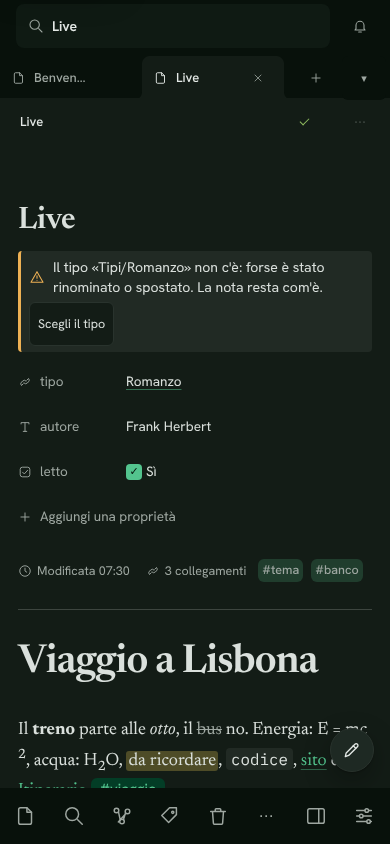 Live
Benven...
Live
Live
Live
Il tipo «Tipi/Romanzo» non c'è: forse è stato
rinominato o spostato. La nota resta com'è.
Scegli il tipo
tipo Romanzo
autore Frank Herbert
letto Sì
Aggiungi una proprietà
Modificata 07:30 3 collegamenti #tema #banco
Viaggio a Lisbona
Il treno parte alle otto, il bus no. Energia: E = mc
2, acqua: H2O, da ricordare, codice, sito
Itinerario #viaggio